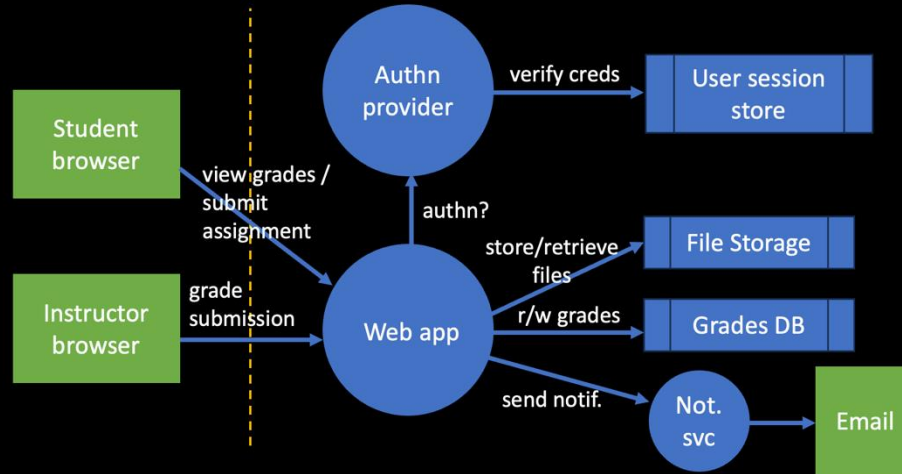 Authn
provider
verify creds
User session
store
Student
browser
view grades /
submit
assignment
authn?
store/retrieve
files
File Storage
Instructor
browser
grade
submission
Web app
r/w grades
Grades DB
send notif.
Not.
svc
Email